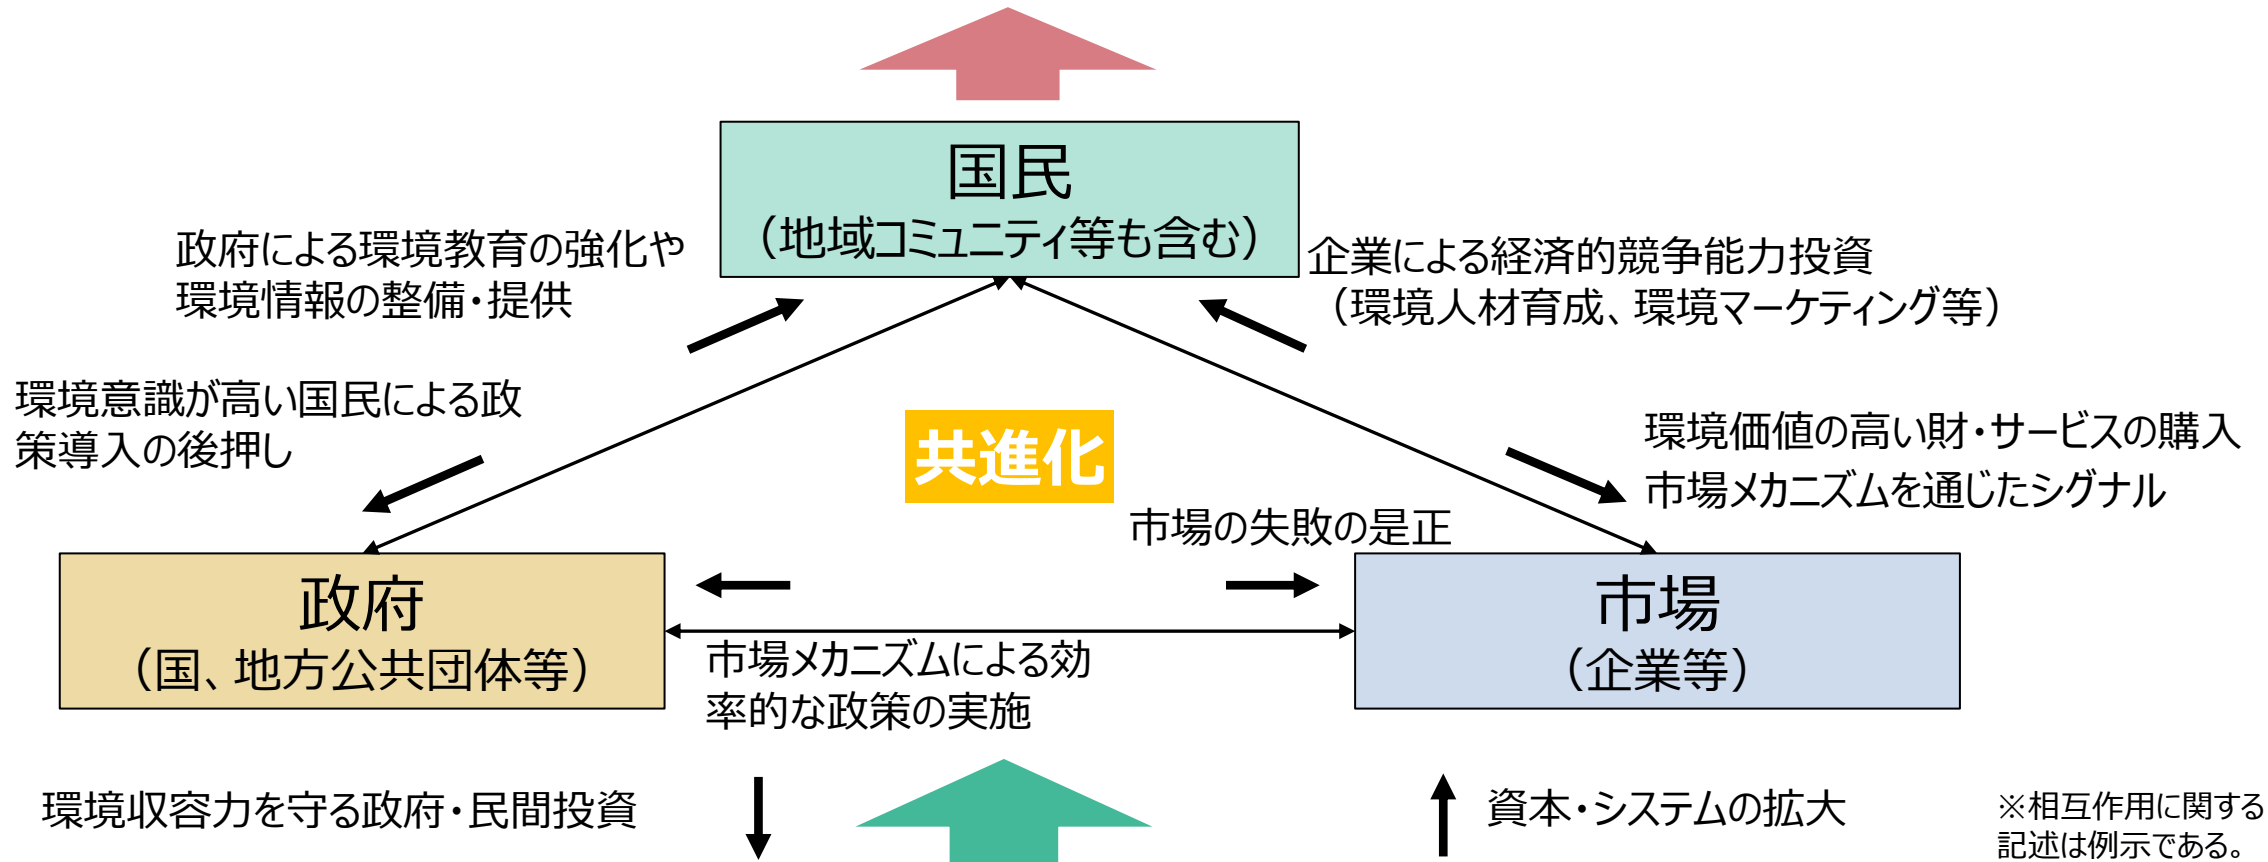 国民
（地域コミュニティ等も含む）
政府による環境教育の強化や
環境情報の整備・提供
企業による経済的競争能力投資
（環境人材育成、環境マーケティング等）
環境意識が高い国民による政
策導入の後押し
共進化
環境価値の高い財・サービスの購入
市場メカニズムを通じたシグナル
市場の失敗の是正
政府
（国、地方公共団体等）
市場
（企業等）
市場メカニズムによる効
率的な政策の実施
環境収容力を守る政府・民間投資
資本・システムの拡大
※相互作用に関する
記述は例示である。